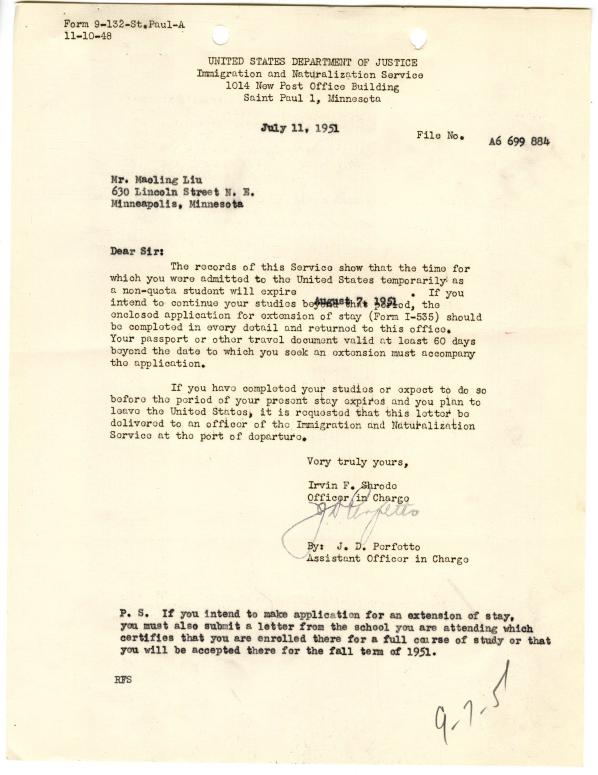 Form 9-132-St.Paul-A
11-10-48
UNITED STATES DEPARTMENT OF JUSTICE
Immigration and Naturalization Service
1014 New Post Office Building
Saint Paul 1, Minnesota
July 11, 1951
File No. A6 699 884
Mr. Maoling Liu
630 Lincoln Street N. E.
Minneapolis, Minnesota
Dear Sir:
The records of this Service show that the time for
which you were admitted to the United States temporarily as
a non-quota student will expire August 7, 1951. If you
intend to continue your studies beyond that period, the
enclosed application for extension of stay (Form I-535) should
be completed in every detail and returned to this office.
Your passport or other travel document valid at least 60 days
beyond the date to which you seek an extension must accompany
the application.
If you have completed your studies or expect to do so
before the period of your present stay expires and you plan to
leave the United States, it is requested that this letter be
delivered to an officer of the Immigration and Naturalization
Service at the port of departure.
Very truly yours,
Irvin F. Shrode
Officer in Charge
J D Perfetto
By: J. D. Perfetto
Assistant Officer in Charge
P. S. If you intend to make application for an extension of stay,
you must also submit a letter from the school you are attending which
certifies that you are enrolled there for a full course of study or that
you will be accepted there for the fall term of 1951.
RFS
9-7-51